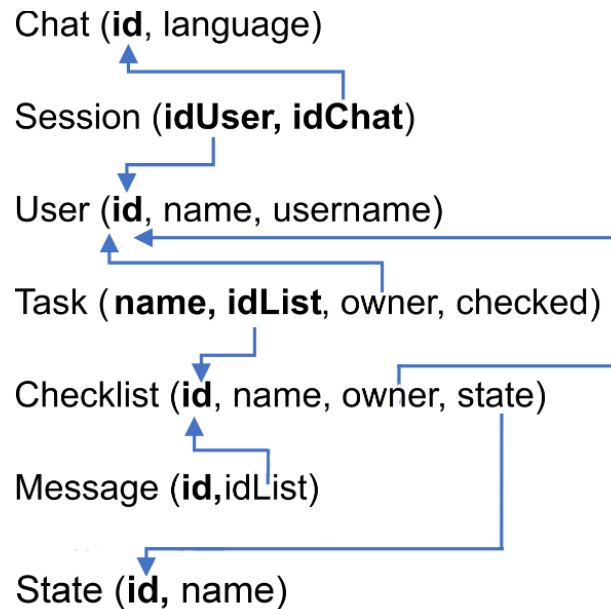 Chat (id, language)
Session (idUser, idChat)
User (id, name, username)
Task ( name, idList, owner, checked)
Checklist (id, name, owner, state)
Message (id,idList)
State (id, name)